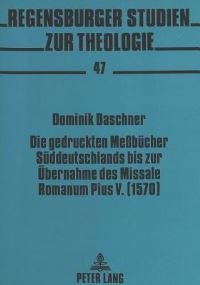 REGENSBURGER STUDIEN
ZUR THEOLOGIE
47
Dominik Daschner
Die gedruckten Meßbücher
Süddeutschlands bis zur
Übernahme des Missale
Romanum Pius V. (1570)
PETER LANG